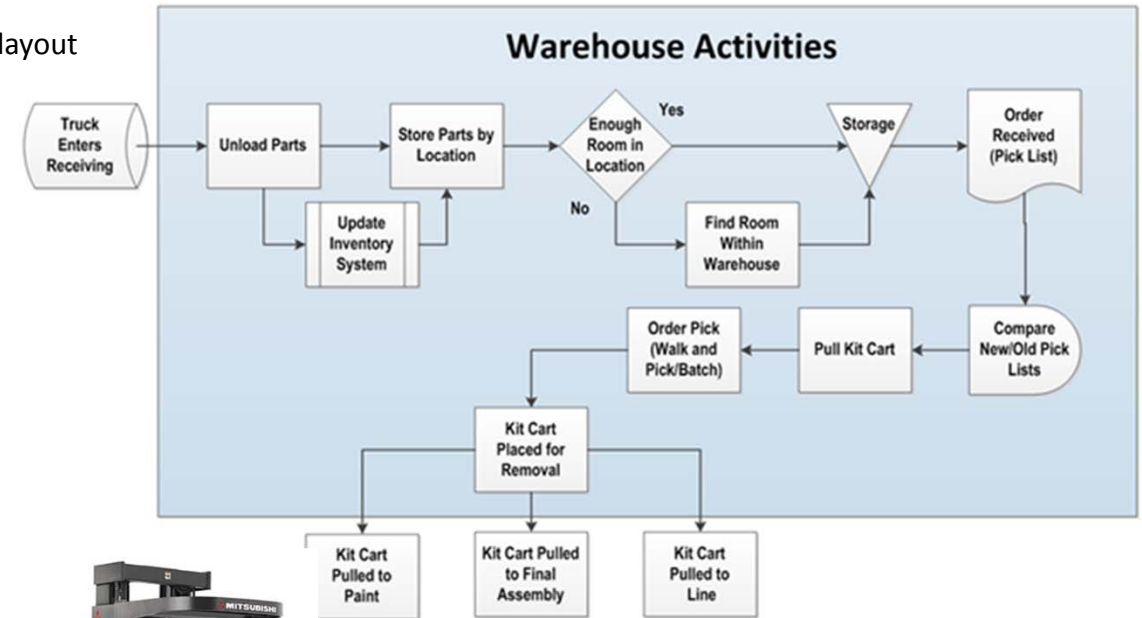 layout
Warehouse Activities
Truck
Enters
Receiving
Unload Parts
Update
Inventory
System
Store Parts by
Location
Enough
Room in
Location
Yes
No
Find Room
Within
Warehouse
Storage
Order
Received
(Pick List)
Compare
New/Old Pick
Lists
Pull Kit Cart
Order Pick
(Walk and
Pick/Batch)
Kit Cart
Placed for
Removal
Kit Cart
Pulled to
Paint
Kit Cart Pulled
to Final
Assembly
Kit Cart
Pulled to
Line
MITSUBISHI